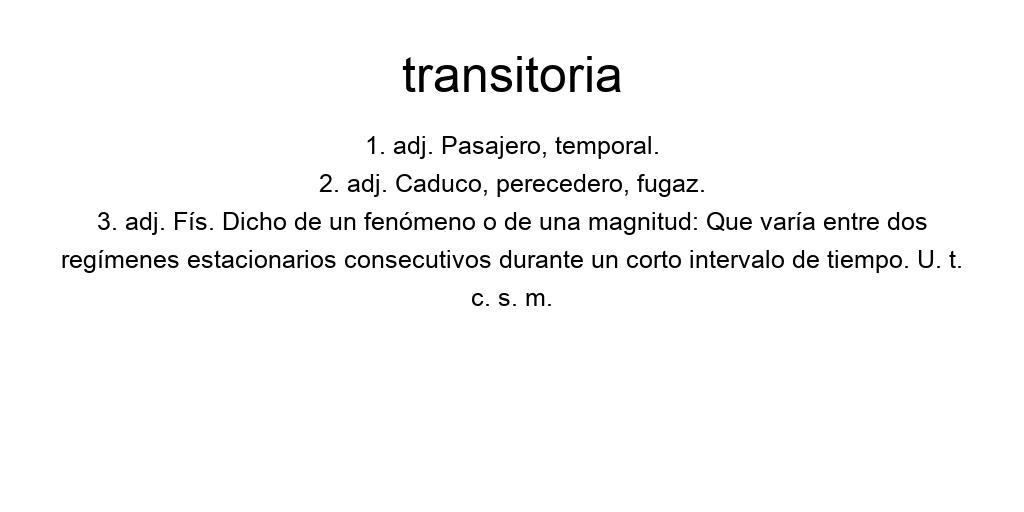 transitoria
1. adj. Pasajero, temporal.
2. adj. Caduco, perecedero, fugaz.
3. adj. Fís. Dicho de un fenómeno o de una magnitud: Que varía entre dos
regímenes estacionarios consecutivos durante un corto intervalo de tiempo. U. t.
c. s. m.